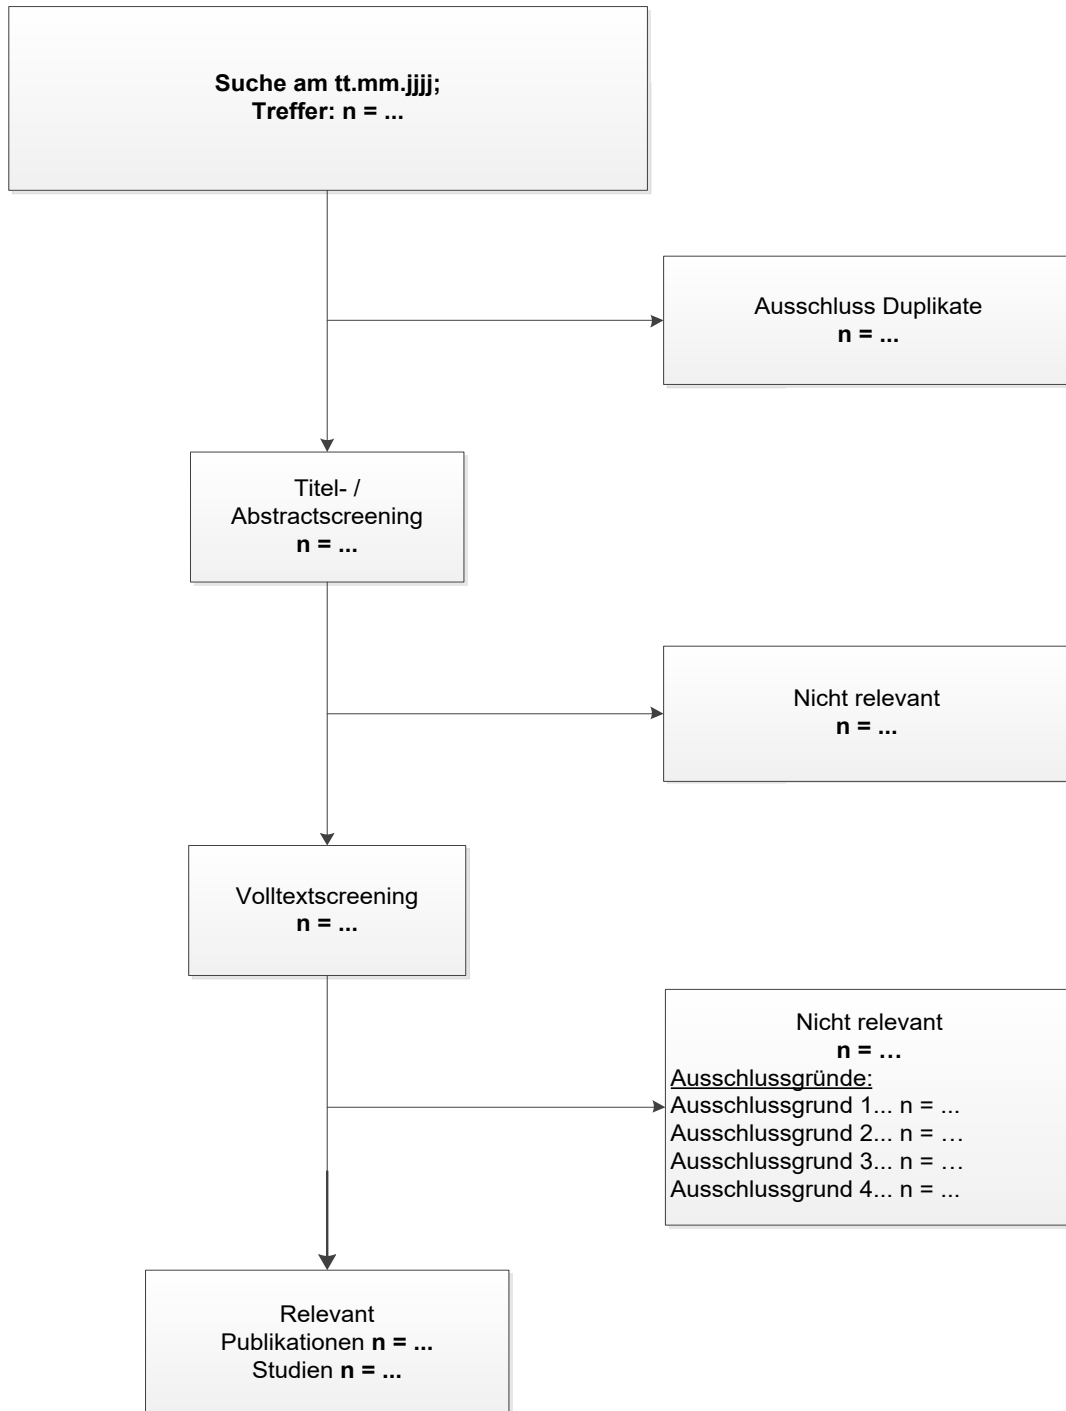 Suche am tt.mm.jjjj;
Treffer: n = ...
Ausschluss Duplikate
n = ...
Titel- /
Abstractscreening
n = ...
Nicht relevant
n = ...
Volltextscreening
n = ...
Nicht relevant
n = …
Ausschlussgründe:
Ausschlussgrund 1... n = ...
Ausschlussgrund 2... n = …
Ausschlussgrund 3... n = …
Ausschlussgrund 4... n = ...
Relevant
Publikationen n = ...
Studien n = ...